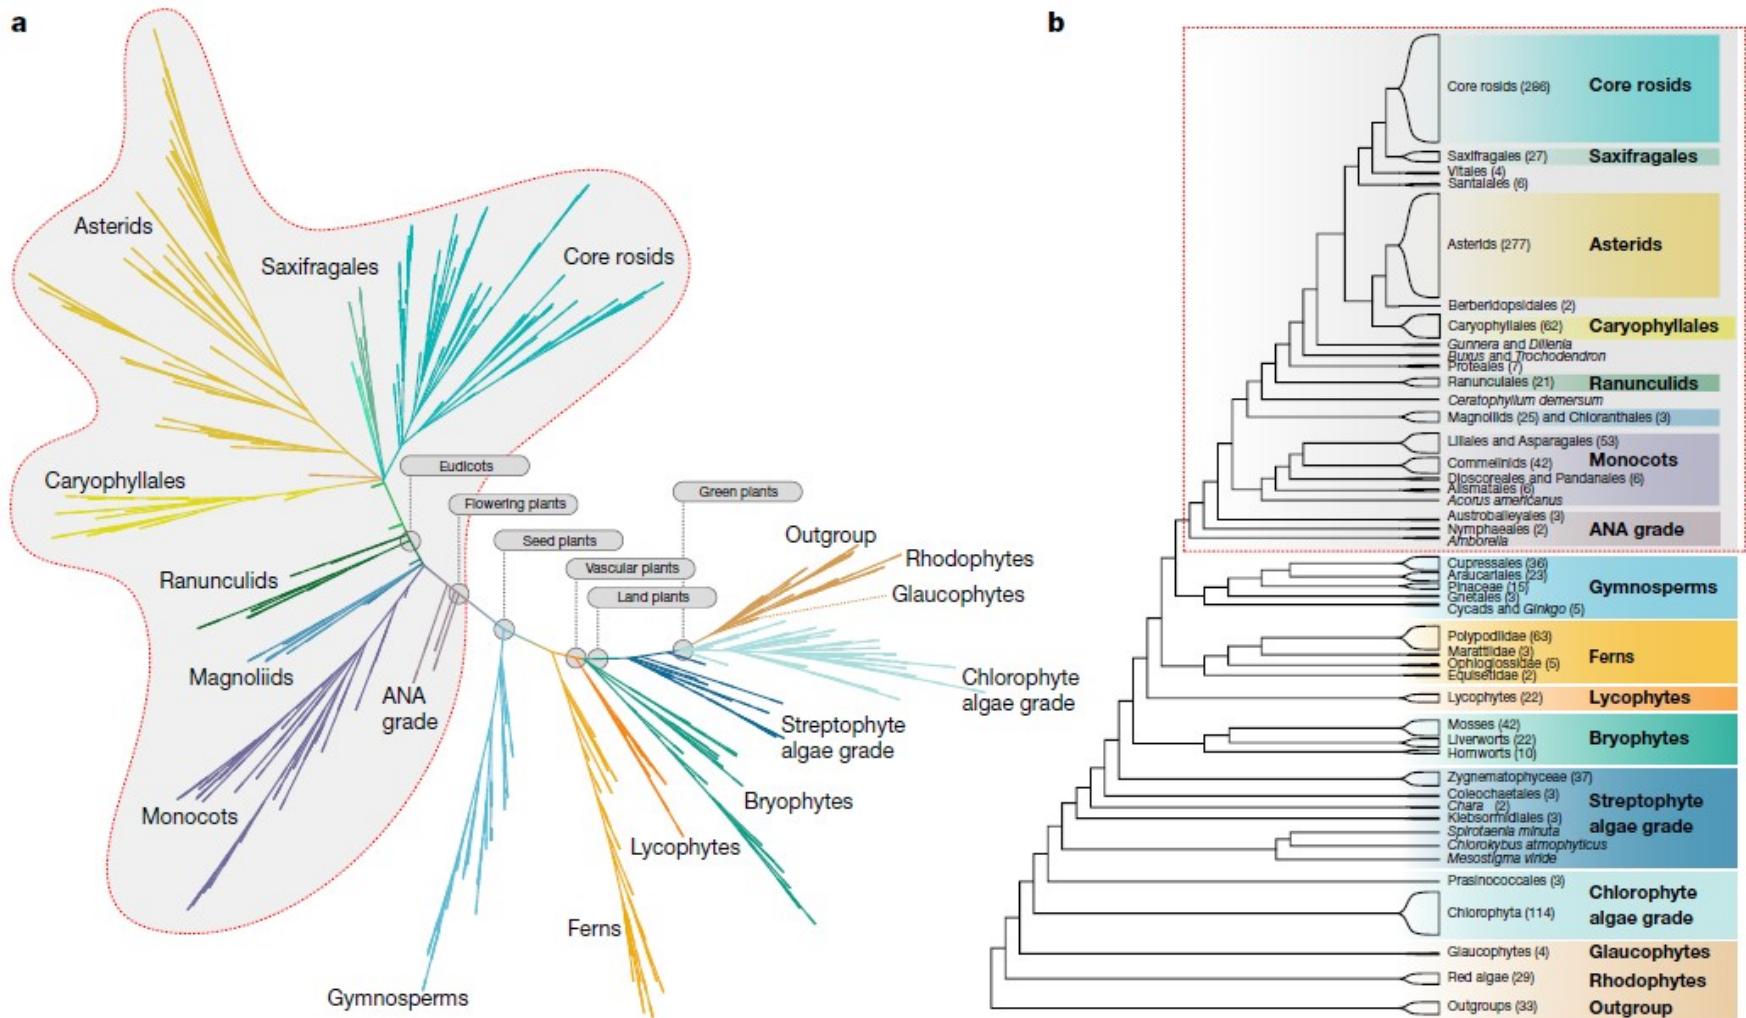 a
Asterids
Saxifragales
Core rosids
Caryophyllales
Eudicots
Flowering plants
Green plants
Seed plants
Vascular plants
Land plants
Outgroup
Rhodophytes
Glaucophytes
Ranunculids
Magnoliids
ANA
grade
Chlorophyte
algae grade
Streptophyte
algae grade
Monocots
Bryophytes
Lycophytes
Ferns
Gymnosperms
b
Core rosids (286) Core rosids
Saxifragales (27) Saxifragales
Vitales (4)
Santalales (6)
Asterids (277) Asterids
Berberidopsidales (2)
Caryophyllales (62) Caryophyllales
Gunnera and Dillenia
Buxus and Trochodendron
Proteales (7)
Ranunculales (21) Ranunculids
Ceratophyllum demersum
Magnoliids (25) and Chloranthales (3)
Liliales and Asparagales (53)
Monocots
Commelinids (42)
Dioscoreales and Pandanales (6)
Alismatales (6)
Acorus americanus
Austrobaileyales (3)
Nymphaeales (2) ANA grade
Amborella
Cupressales (36)
Araucariales (23)
Pinaceae (15) Gymnosperms
Gnetales (3)
Cycads and Ginkgo (5)
Polypodiidae (63)
Marattiidae (3) Ferns
Ophioglossidae (5)
Equisetidae (2)
Lycophytes (22) Lycophytes
Mosses (42)
Liverworts (22) Bryophytes
Hornworts (10)
Zygnematophyceae (37)
Coleochaetales (3) Streptophyte
Chara (2)
Klebsormidiales (3) algae grade
Spirotaenia minuta
Chlorokybus atmophyticus
Mesostigma viride
Prasinococcales (3) Chlorophyte
Chlorophyta (114) algae grade
Glaucophytes (4) Glaucophytes
Red algae (29) Rhodophytes
Outgroups (33) Outgroup